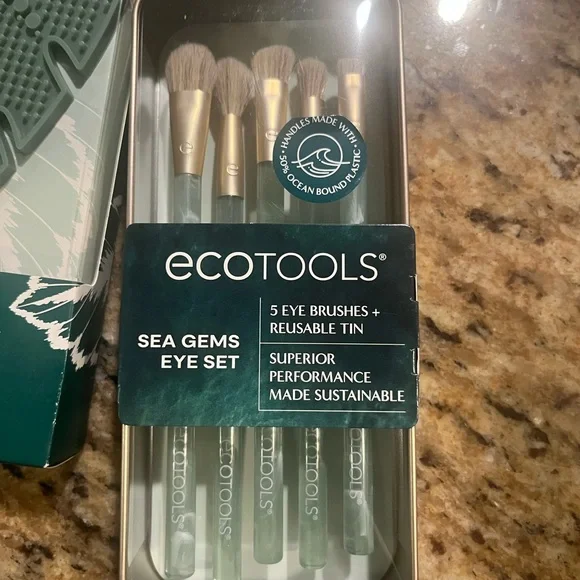 • HANDLES MADE WITH •
50% OCEAN BOUND PLASTIC
e
ecoTOOLS®
SEA GEMS
EYE SET
5 EYE BRUSHES +
REUSABLE TIN
SUPERIOR
PERFORMANCE
MADE SUSTAINABLE
ECOTOOLS®
ECOTOOLS®
ECOTOOLS®
ECOTOOLS®
ECOTOOLS®